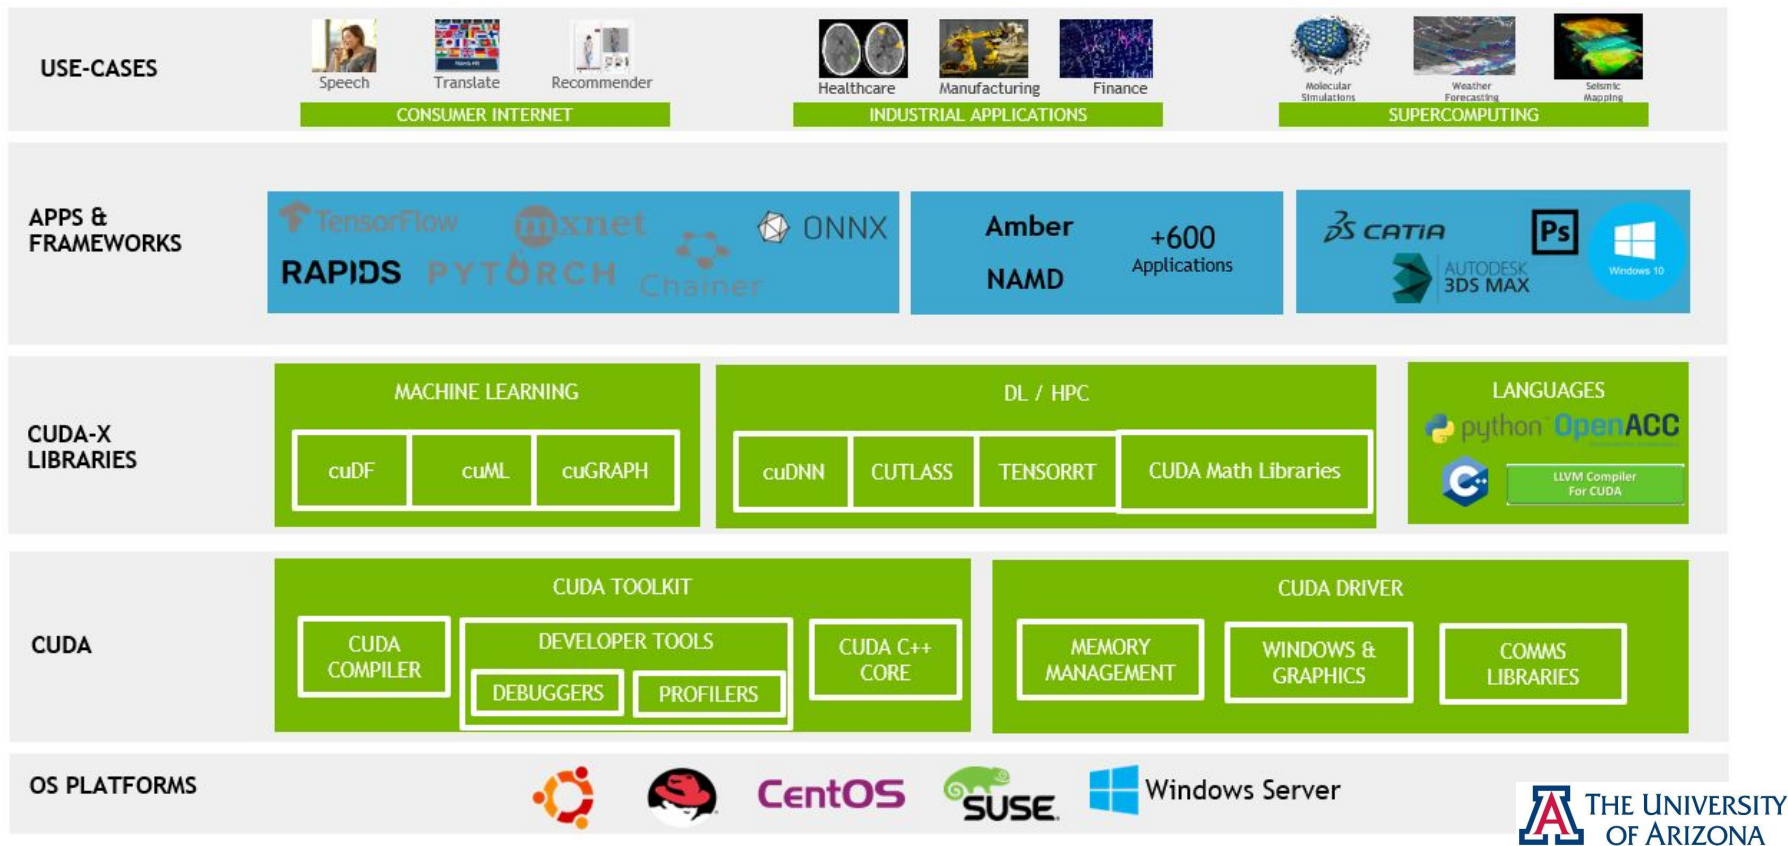 USE-CASES
Speech
Translate
Recommender
CONSUMER INTERNET
Healthcare
Manufacturing
Finance
INDUSTRIAL APPLICATIONS
Molecular
Simulations
Weather
Forecasting
Seismic
Mapping
SUPERCOMPUTING
APPS &
FRAMEWORKS
TensorFlow
mxnet
ONNX
RAPIDS
PYTORCH
Chainer
Amber
NAMD
+600
Applications
CATIA
Ps
AUTODESK
3DS MAX
Windows 10
CUDA-X
LIBRARIES
MACHINE LEARNING
cuDF
cuML
cuGRAPH
DL / HPC
cuDNN
CUTLASS
TENSORRT
CUDA Math Libraries
LANGUAGES
python
OpenACC
C++
LLVM Compiler
For CUDA
CUDA
CUDA TOOLKIT
CUDA
COMPILER
DEVELOPER TOOLS
DEBUGGERS
PROFILERS
CUDA C++
CORE
CUDA DRIVER
MEMORY
MANAGEMENT
WINDOWS &
GRAPHICS
COMMS
LIBRARIES
OS PLATFORMS
CentOS
SUSE
Windows Server
A
THE UNIVERSITY
OF ARIZONA